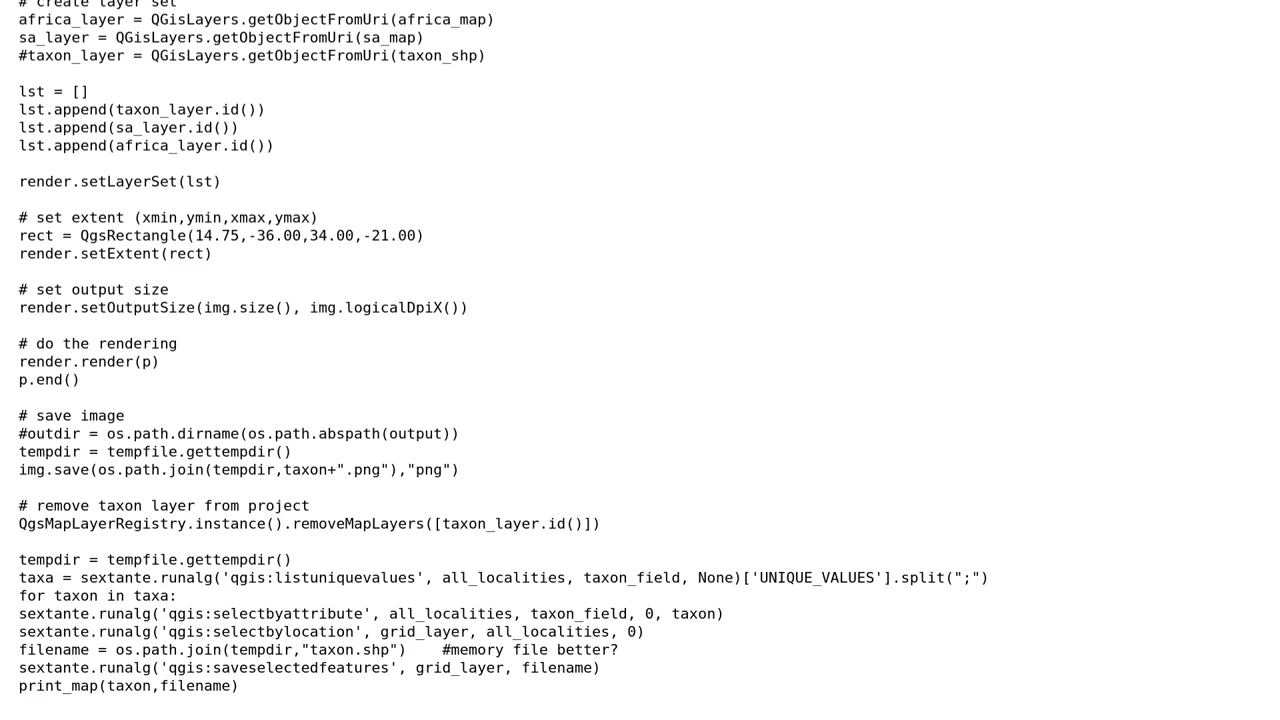 # create layer set
africa_layer = QGisLayers.getObjectFromUri(africa_map)
sa_layer = QGisLayers.getObjectFromUri(sa_map)
#taxon_layer = QGisLayers.getObjectFromUri(taxon_shp)
lst = []
lst.append(taxon_layer.id())
lst.append(sa_layer.id())
lst.append(africa_layer.id())
render.setLayerSet(lst)
# set extent (xmin,ymin,xmax,ymax)
rect = QgsRectangle(14.75,-36.00,34.00,-21.00)
render.setExtent(rect)
# set output size
render.setOutputSize(img.size(), img.logicalDpiX())
# do the rendering
render.render(p)
p.end()
# save image
#outdir = os.path.dirname(os.path.abspath(output))
tempdir = tempfile.gettempdir()
img.save(os.path.join(tempdir,taxon+".png"),"png")
# remove taxon layer from project
QgsMapLayerRegistry.instance().removeMapLayers([taxon_layer.id()])
tempdir = tempfile.gettempdir()
taxa = sextante.runalg('qgis:listuniquevalues', all_localities, taxon_field, None)['UNIQUE_VALUES'].split(";")
for taxon in taxa:
sextante.runalg('qgis:selectbyattribute', all_localities, taxon_field, 0, taxon)
sextante.runalg('qgis:selectbylocation', grid_layer, all_localities, 0)
filename = os.path.join(tempdir,"taxon.shp")    #memory file better?
sextante.runalg('qgis:saveselectedfeatures', grid_layer, filename)
print_map(taxon,filename)